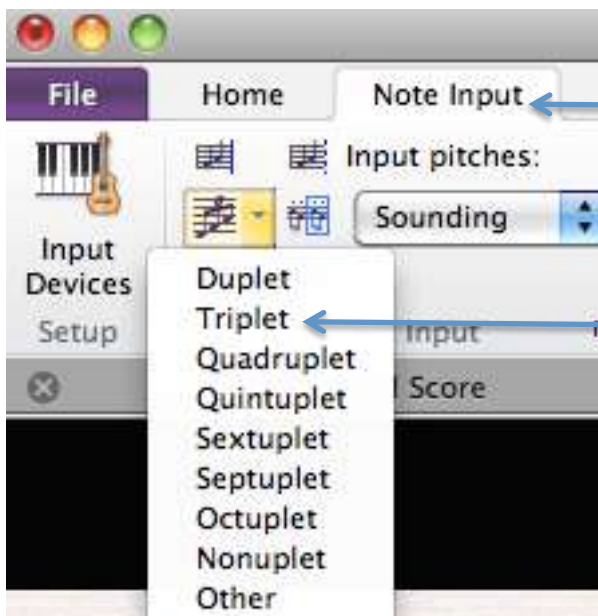 File Home Note Input
Input pitches:
Sounding
Input
Devices
Duplet
Setup
Triplet
Input
Quadruplet
Quintuplet
Score
Sextuplet
Septuplet
Octuplet
Nonuplet
Other